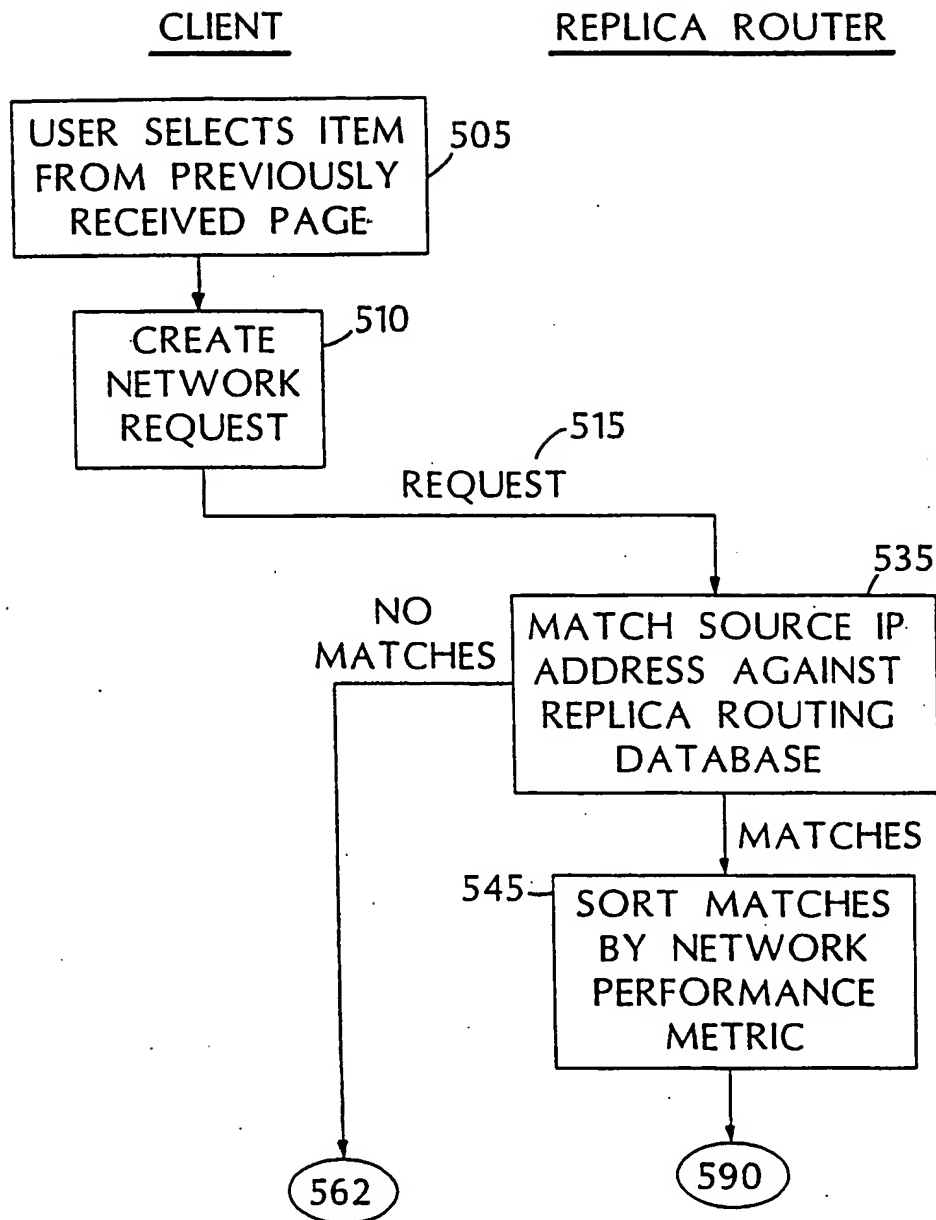 CLIENT
REPLICA ROUTER
USER SELECTS ITEM
FROM PREVIOUSLY
RECEIVED PAGE
505
CREATE
NETWORK
REQUEST
510
515
REQUEST
535
MATCH SOURCE IP
ADDRESS AGAINST
REPLICA ROUTING
DATABASE
NO
MATCHES
MATCHES
545
SORT MATCHES
BY NETWORK
PERFORMANCE
METRIC
562
590